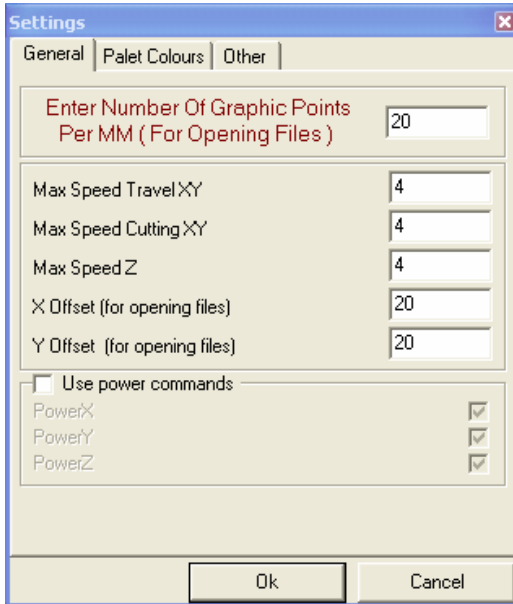 Settings
General Palet Colours Other
Enter Number Of Graphic Points
Per MM ( For Opening Files ) 20
Max Speed Travel XY 4
Max Speed Cutting XY 4
Max Speed Z 4
X Offset (for opening files) 20
Y Offset (for opening files) 20
Use power commands
PowerX
PowerY
PowerZ
Ok Cancel